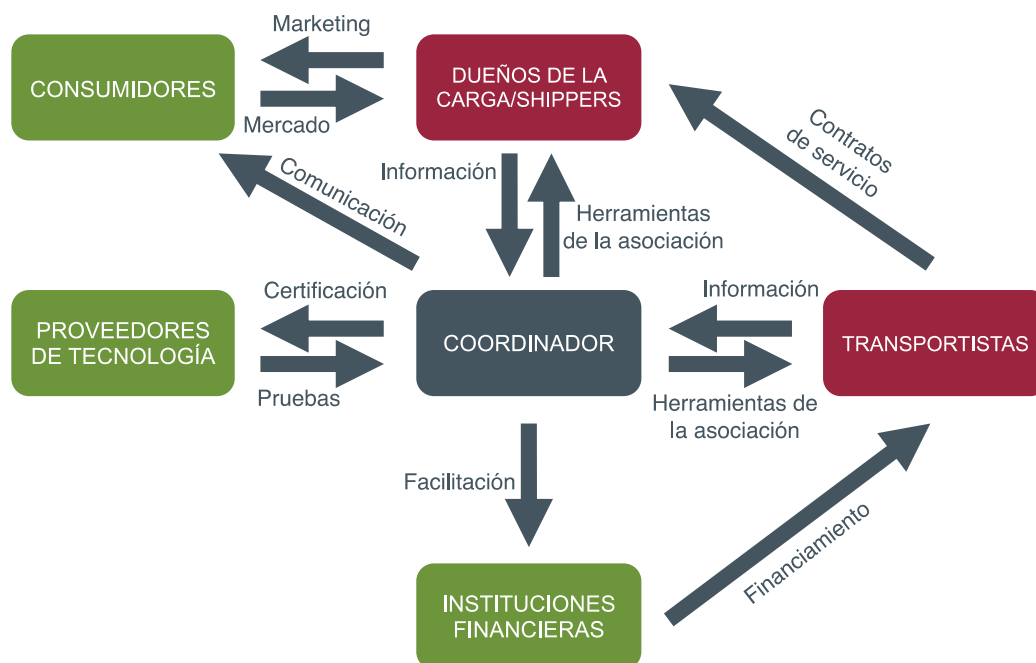 Marketing
CONSUMIDORES
DUEÑOS DE LA
CARGA/SHIPPERS
Mercado
Contratos
de servicio
Comunicación
Información
Herramientas
de la asociación
Certificación
Información
PROVEEDORES
DE TECNOLOGÍA
COORDINADOR
TRANSPORTISTAS
Pruebas
Herramientas de
la asociación
Facilitación
Financiamiento
INSTITUCIONES
FINANCIERAS